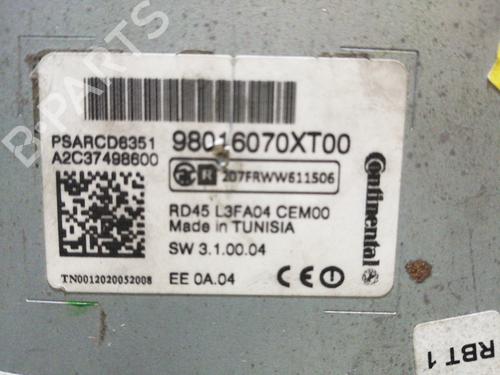 PSARCD6351
A2C37498600
98016070XT00
R 207FRWW611506
RD45 L3FA04 CEM00
Made in TUNISIA
SW 3.1.00.04
TN0012020052008
EE 0A.04
CE
Continental
RBT 1
B-PARTS